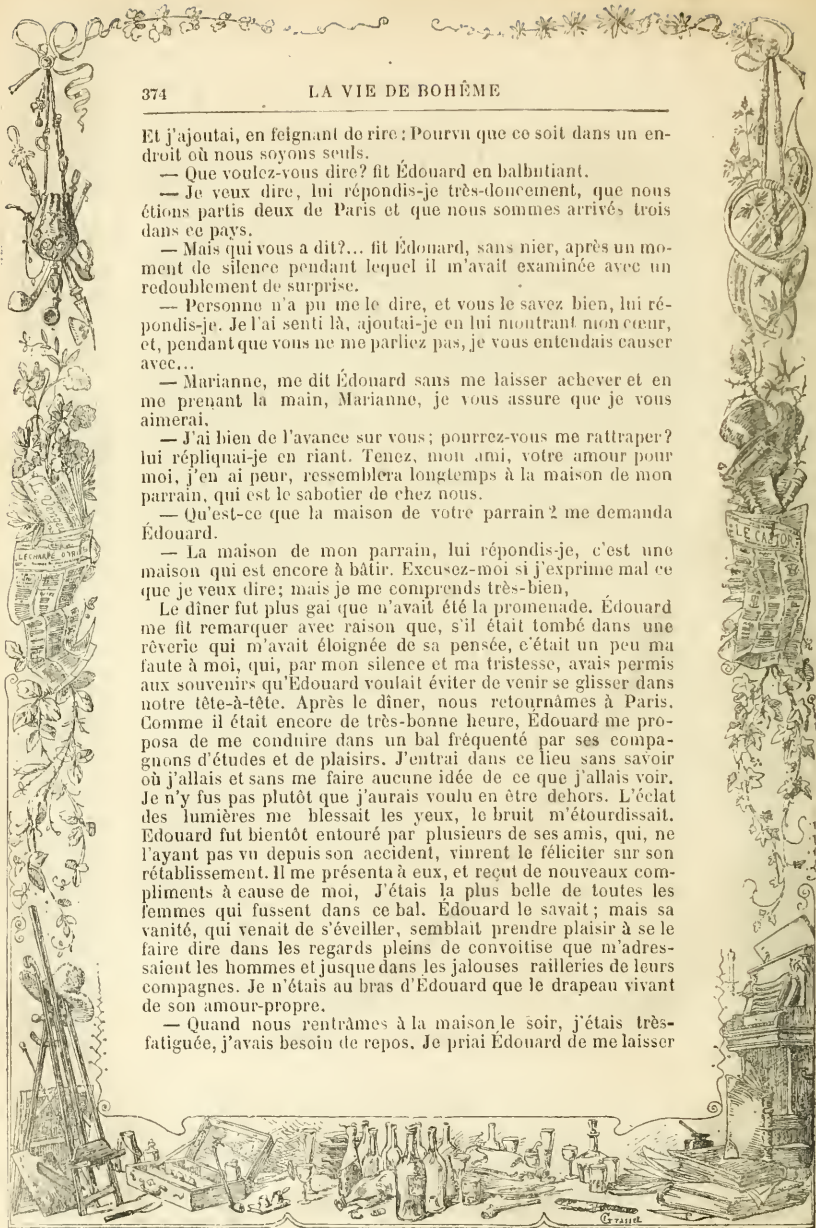 374 LA VIE DE BOHÊME
Et j'ajoutai, en feignant de rire : Pourvu que ce soit dans un en-
droit où nous soyons seuls.
— Que voulez-vous dire? fit Édouard en balbutiant.
— Je veux dire, lui répondis-je très-doucement, que nous
étions partis deux de Paris et que nous sommes arrivés trois
dans ce pays.
— Mais qui vous a dit?... fit Édouard, sans nier, après un mo-
ment de silence pendant lequel il m'avait examinée avec un
redoublement de surprise.
— Personne n'a pu me le dire, et vous le savez bien, lui ré-
pondis-je. Je l'ai senti là, ajoutai-je en lui montrant mon cœur,
et, pendant que vous ne me parliez pas, je vous entendais causer
avec...
— Marianne, me dit Édouard sans me laisser achever et en
me prenant la main, Marianne, je vous assure que je vous
aimerai.
— J'ai bien de l'avance sur vous; pourrez-vous me rattraper?
lui répliquai-je en riant. Tenez, mon ami, votre amour pour
moi, j'en ai peur, ressemblera longtemps à la maison de mon
parrain, qui est le sabotier de chez nous.
— Qu'est-ce que la maison de votre parrain? me demanda
Édouard.
— La maison de mon parrain, lui répondis-je, c'est une
maison qui est encore à bâtir. Excusez-moi si j'exprime mal ce
que je veux dire; mais je me comprends très-bien,
Le dîner fut plus gai que n'avait été la promenade. Édouard
me fit remarquer avec raison que, s'il était tombé dans une
rêverie qui m'avait éloignée de sa pensée, c'était un peu ma
faute à moi, qui, par mon silence et ma tristesse, avais permis
aux souvenirs qu'Edouard voulait éviter de venir se glisser dans
notre tête-à-tête. Après le dîner, nous retournâmes à Paris.
Comme il était encore de très-bonne heure, Édouard me pro-
posa de me conduire dans un bal fréquenté par ses compa-
gnons d'études et de plaisirs. J'entrai dans ce lieu sans savoir
où j'allais et sans me faire aucune idée de ce que j'allais voir.
Je n'y fus pas plutôt que j'aurais voulu en être dehors. L'éclat
des lumières me blessait les yeux, le bruit m'étourdissait.
Edouard fut bientôt entouré par plusieurs de ses amis, qui, ne
l'ayant pas vu depuis son accident, vinrent le féliciter sur son
rétablissement. Il me présenta à eux, et reçut de nouveaux com-
pliments à cause de moi, J'étais la plus belle de toutes les
femmes qui fussent dans ce bal. Édouard le savait; mais sa
vanité, qui venait de s'éveiller, semblait prendre plaisir à se le
faire dire dans les regards pleins de convoitise que m'adres-
saient les hommes et jusque dans les jalouses railleries de leurs
compagnes. Je n'étais au bras d'Édouard que le drapeau vivant
de son amour-propre.
— Quand nous rentrâmes à la maison le soir, j'étais très-
fatiguée, j'avais besoin de repos. Je priai Édouard de me laisser
LECHARPE D'IRIS
LE CASTOR
Grasset